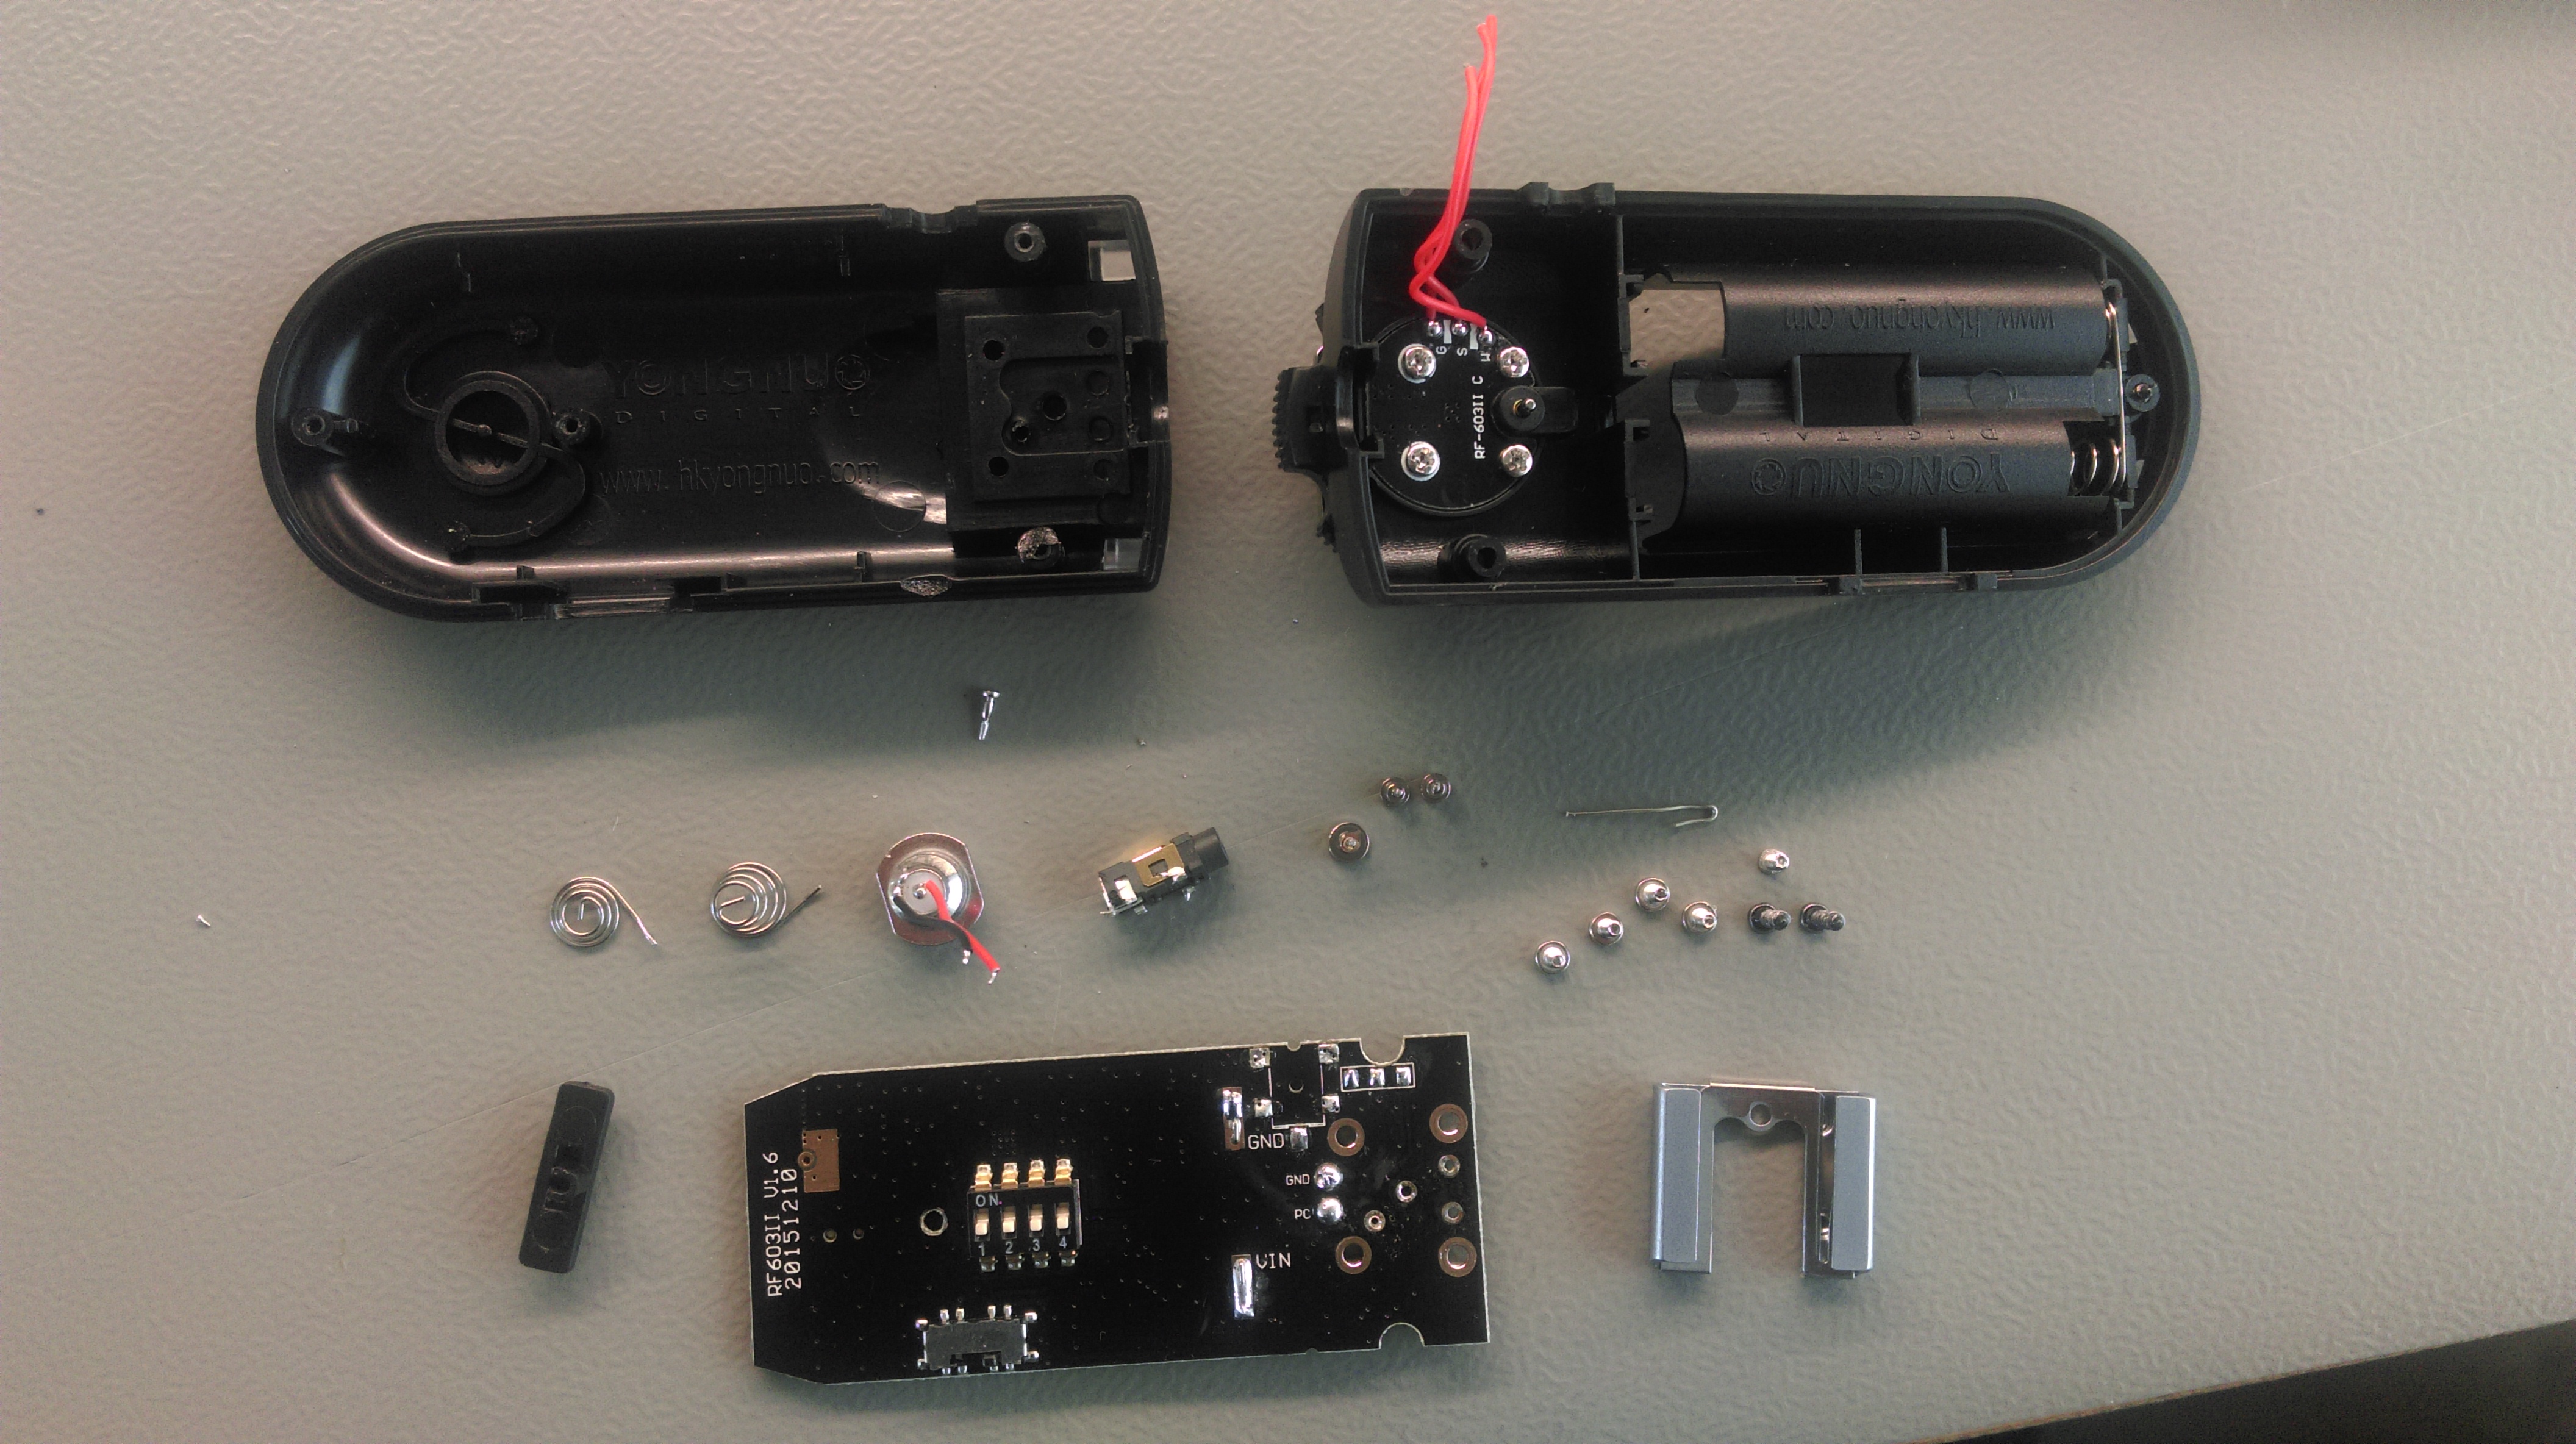 YONGNUO
DIGITAL
www.hkyongnuo.com
G S W
RF-603II C
www.hkyongnuo.com
DIGITAL
YONGNUO
RF603II V1.6
20151210
ON
1 2 3 4
GND
GND
PC
VIN